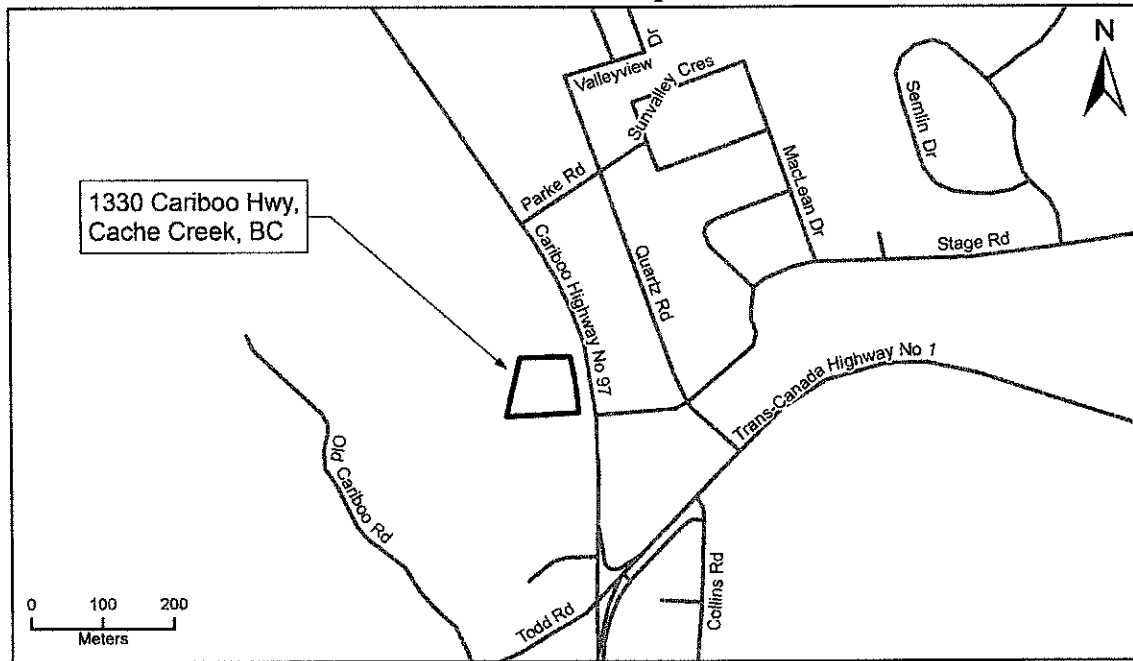 N
Valleyview Dr
Sunvalley Cres
Semlin Dr
Parke Rd
MacLean Dr
1330 Cariboo Hwy,
Cache Creek, BC
Cariboo Highway No 97
Quartz Rd
Stage Rd
Trans-Canada Highway No 1
Old Cariboo Rd
Collins Rd
Todd Rd
0 100 200
Meters